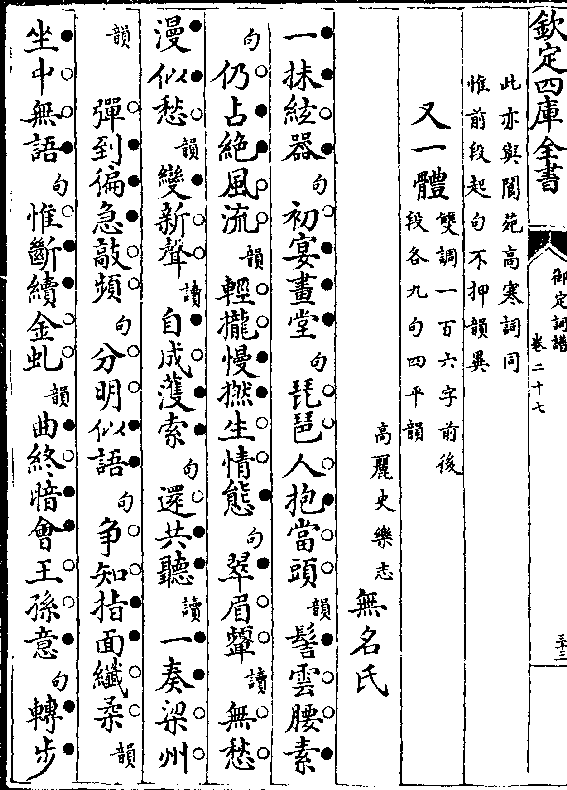 欽定四庫全書
御定詞譜
卷二十七
三十三
此亦與閬苑高寒詞同
惟前段起句不押韻異
又一體
雙調一百六字前後
段各九句四平韻
高麗史樂志 無名氏
一抹絃器句初宴畫堂句琵琶人抱當頭韻髻雲腰素
句仍占絕風流韻輕攏慢撚生情態句翠眉顰讀無愁
漫似愁韻變新聲讀自成濩索句還共聽讀一奏梁州
韻 彈到徧急敲頻句分明似語句爭知指面纖柔韻
坐中無語句惟斷續金虬韻曲終暗會王孫意句轉步